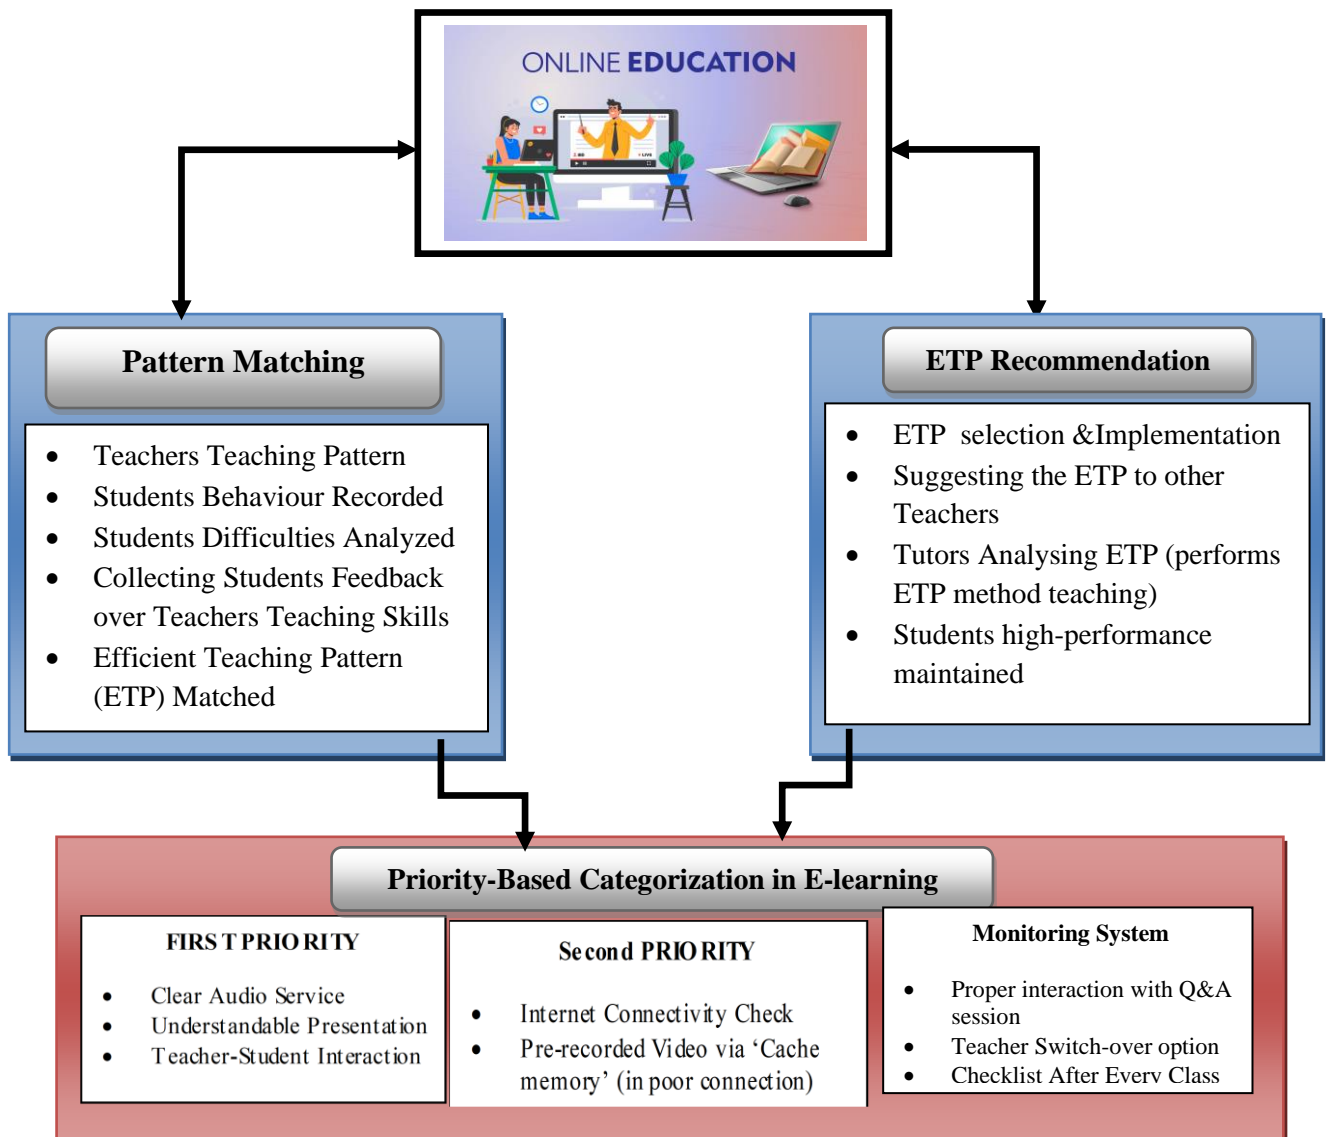 ONLINE EDUCATION
LIVE
Pattern Matching
• Teachers Teaching Pattern
• Students Behaviour Recorded
• Students Difficulties Analyzed
• Collecting Students Feedback
over Teachers Teaching Skills
• Efficient Teaching Pattern
(ETP) Matched
ETP Recommendation
• ETP selection &Implementation
• Suggesting the ETP to other
Teachers
• Tutors Analysing ETP (performs
ETP method teaching)
• Students high-performance
maintained
Priority-Based Categorization in E-learning
FIRST PRIORITY
• Clear Audio Service
• Understandable Presentation
• Teacher-Student Interaction
Second PRIORITY
• Internet Connectivity Check
• Pre-recorded Video via ‘Cache
memory’ (in poor connection)
Monitoring System
• Proper interaction with Q&A
session
• Teacher Switch-over option
• Checklist After Every Class